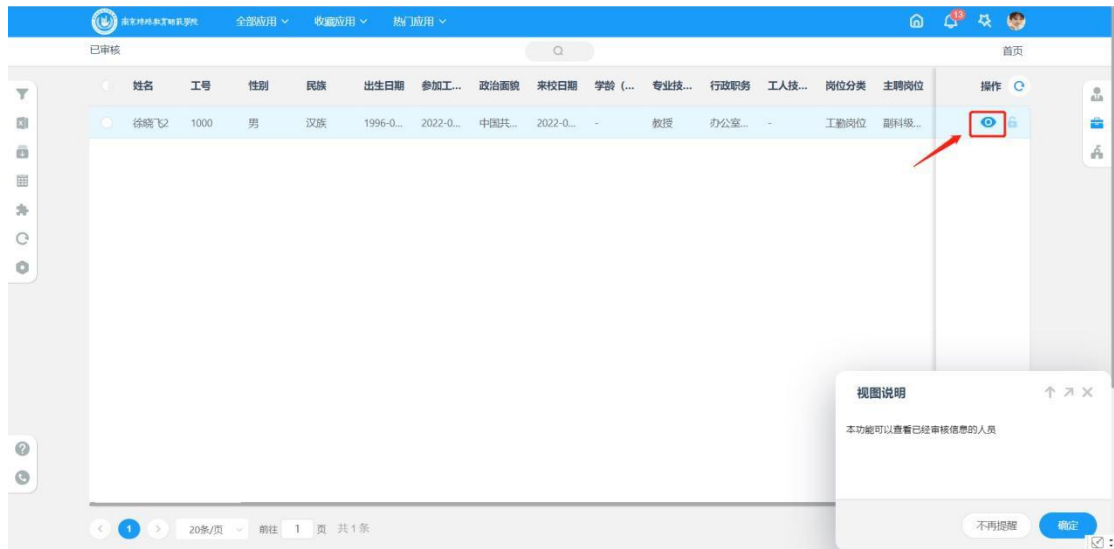 全部应用 收藏应用 热门应用 13
已审核 首页
姓名 工号 性别 民族 出生日期 参加工... 政治面貌 来校日期 学龄 (... 专业技... 行政职务 工人技... 岗位分类 主聘岗位 操作
徐晓飞2 1000 男 汉族 1996-0... 2022-0... 中国共... 2022-0... - 教授 办公室... - 工勤岗位 副科级...
视图说明
本功能可以查看已经审核信息的人员
1 20条/页 前往 1 页 共1条 不再提醒 确定